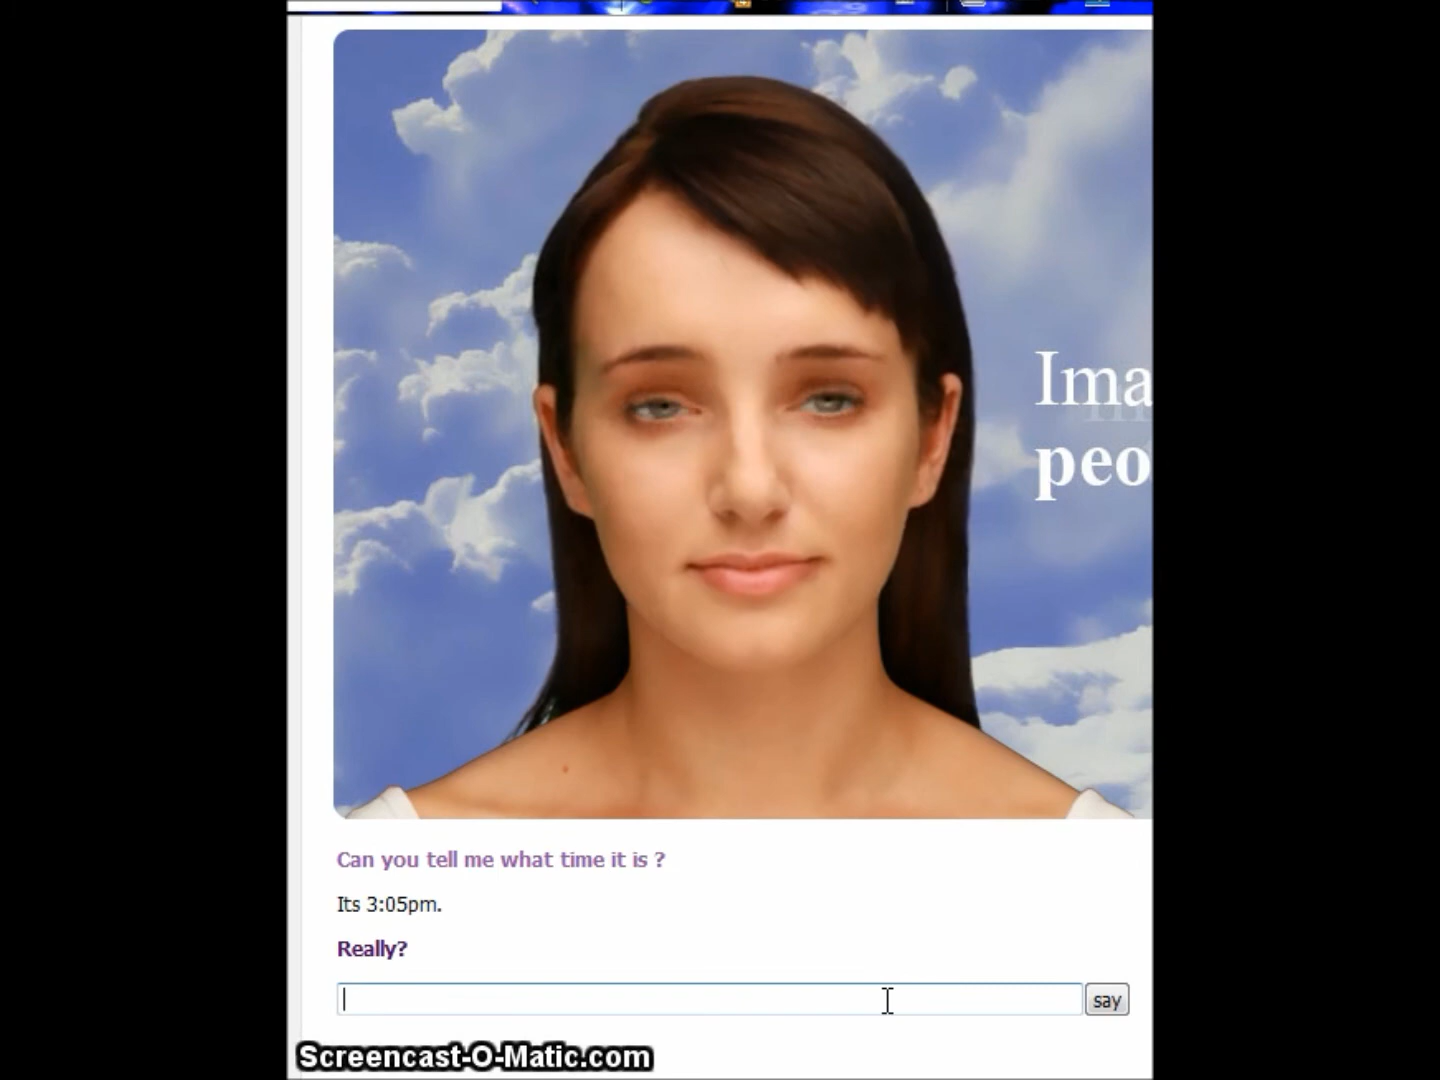 Ima
peo
Can you tell me what time it is ?
Its 3:05pm.
Really?
say
Screencast-O-Matic.com